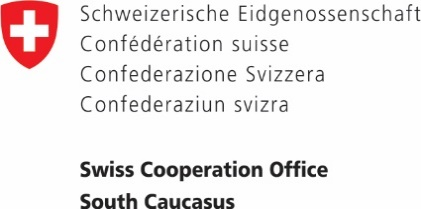 Schweizerische Eidgenossenschaft
Confédération suisse
Confederazione Svizzera
Confederaziun svizra
Swiss Cooperation Office
South Caucasus